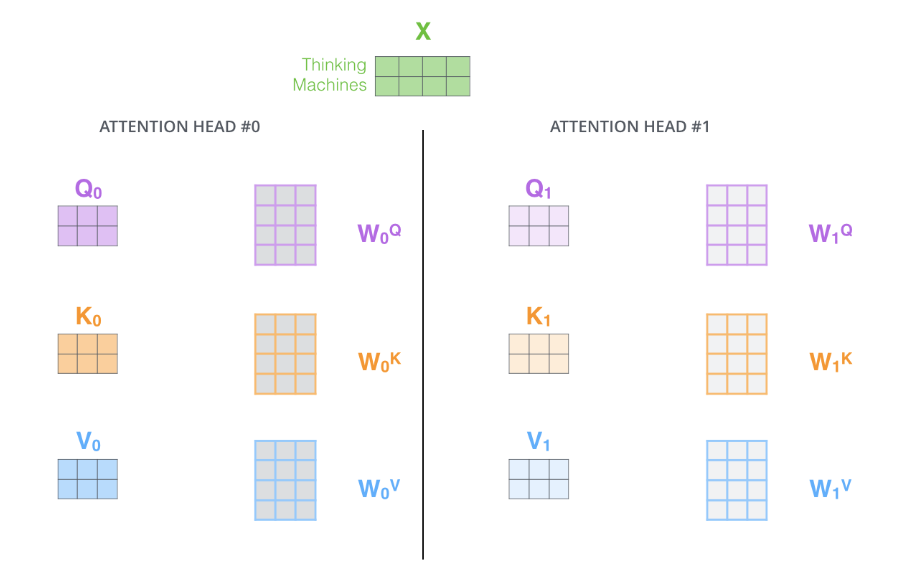 X
Thinking
Machines
ATTENTION HEAD #0
ATTENTION HEAD #1
Q₀
W₀Q
Q₁
W₁Q
K₀
W₀K
K₁
W₁K
V₀
W₀V
V₁
W₁V